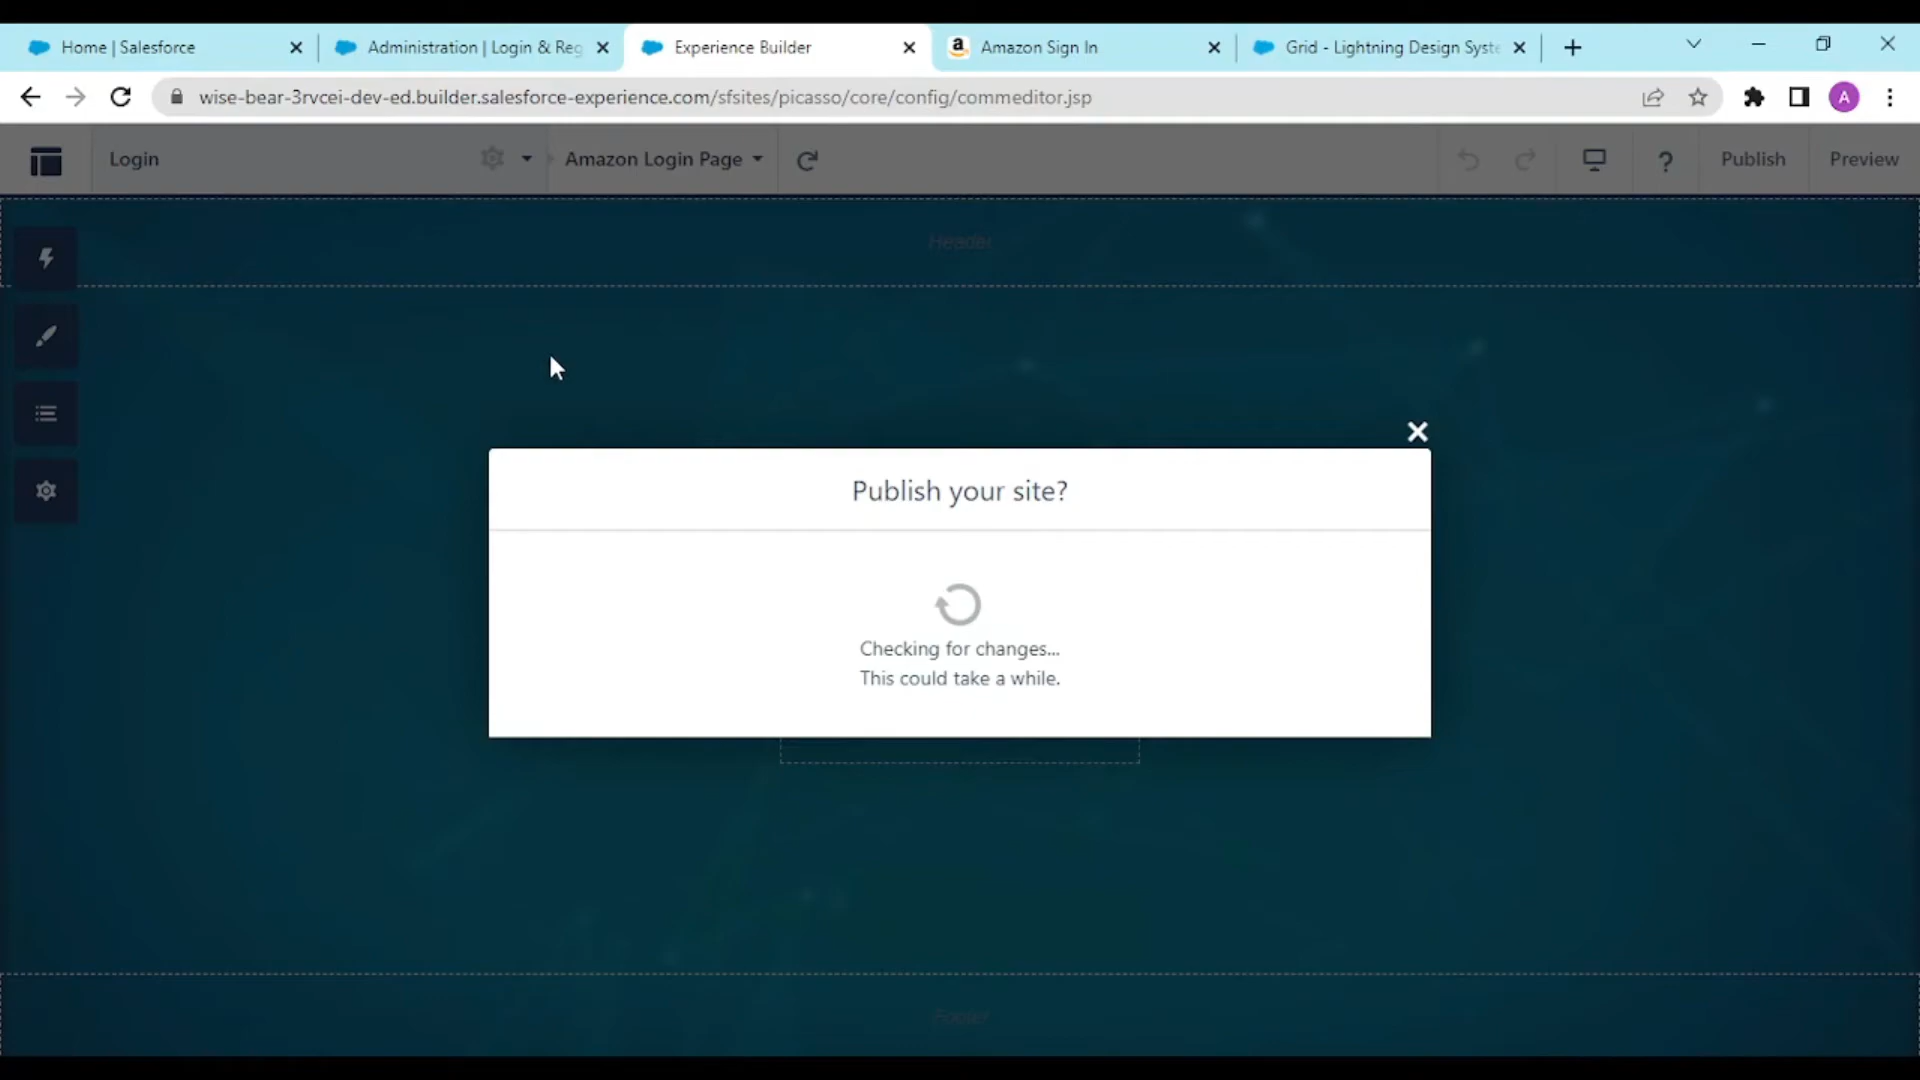 Home | Salesforce
Administration | Login & Reg
Experience Builder
Amazon Sign In
Grid - Lightning Design Syste
wise-bear-3rvcei-dev-ed.builder.salesforce-experience.com/sfsites/picasso/core/config/commeditor.jsp
A
Login
Amazon Login Page
?
Publish
Preview
Header
Publish your site?
Checking for changes...
This could take a while.
Footer